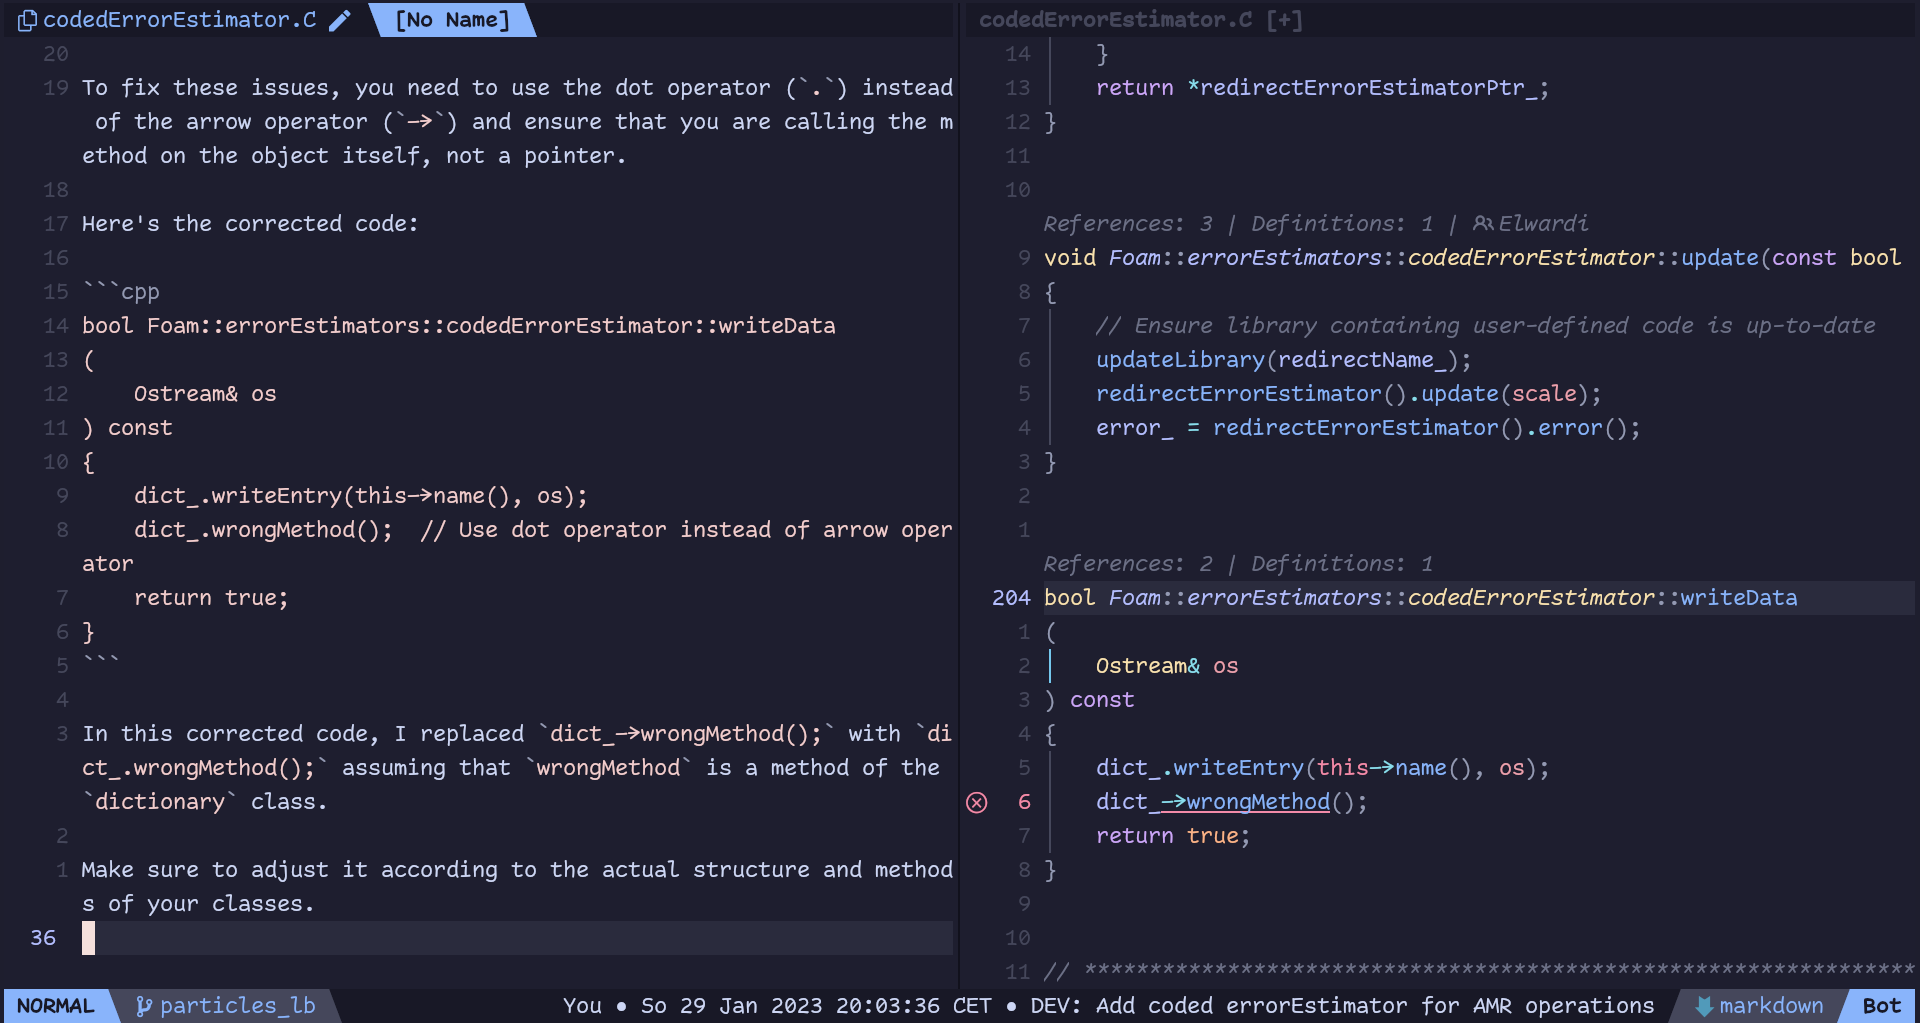 codedErrorEstimator.C [No Name]
20
19 To fix these issues, you need to use the dot operator (`.`) instead
 of the arrow operator (`->`) and ensure that you are calling the m
ethod on the object itself, not a pointer.
18
17 Here's the corrected code:
16
15 ```cpp
14 bool Foam::errorEstimators::codedErrorEstimator::writeData
13 (
12     Ostream& os
11 ) const
10 {
9     dict_.writeEntry(this->name(), os);
8     dict_.wrongMethod();  // Use dot operator instead of arrow oper
ator
7     return true;
6 }
5 ```
4
3 In this corrected code, I replaced `dict_->wrongMethod();` with `di
ct_.wrongMethod();` assuming that `wrongMethod` is a method of the
`dictionary` class.
2
1 Make sure to adjust it according to the actual structure and method
s of your classes.
36
codedErrorEstimator.C [+]
14     }
13     return *redirectErrorEstimatorPtr_;
12 }
11
10
References: 3 | Definitions: 1 | Elwardi
9 void Foam::errorEstimators::codedErrorEstimator::update(const bool
8 {
7     // Ensure library containing user-defined code is up-to-date
6     updateLibrary(redirectName_);
5     redirectErrorEstimator().update(scale);
4     error_ = redirectErrorEstimator().error();
3 }
2
1
References: 2 | Definitions: 1
204 bool Foam::errorEstimators::codedErrorEstimator::writeData
1 (
2     Ostream& os
3 ) const
4 {
5     dict_.writeEntry(this->name(), os);
6     dict_->wrongMethod();
7     return true;
8 }
9
10
11 // ****************************************************************
NORMAL particles_lb You • So 29 Jan 2023 20:03:36 CET • DEV: Add coded errorEstimator for AMR operations markdown Bot